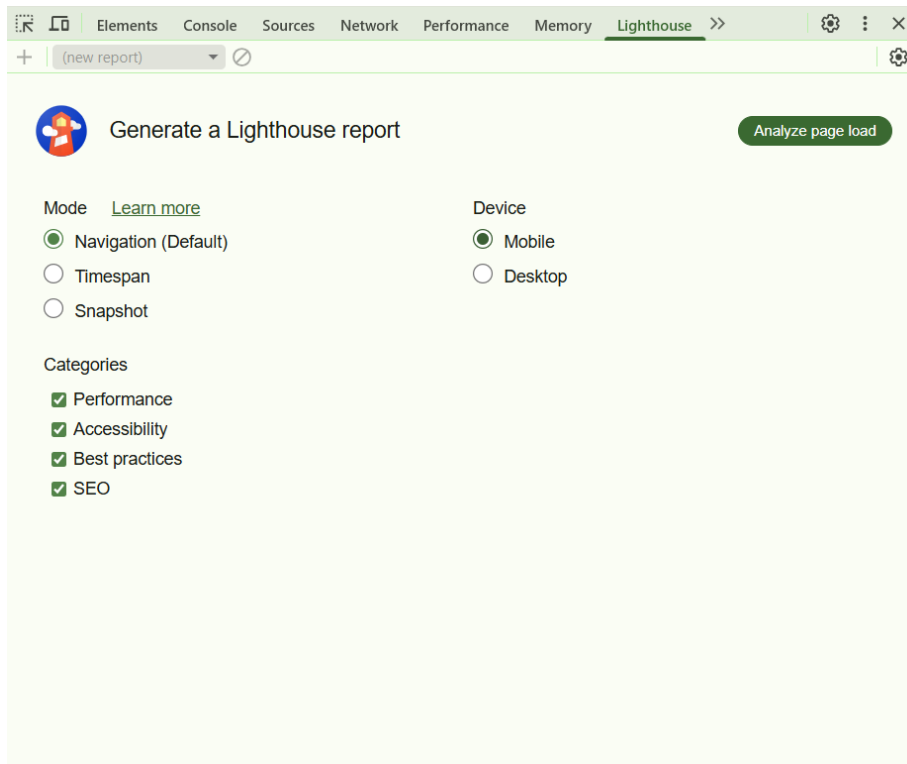 Elements Console Sources Network Performance Memory Lighthouse
(new report)
Generate a Lighthouse report
Analyze page load
Mode Learn more
Navigation (Default)
Timespan
Snapshot
Device
Mobile
Desktop
Categories
Performance
Accessibility
Best practices
SEO